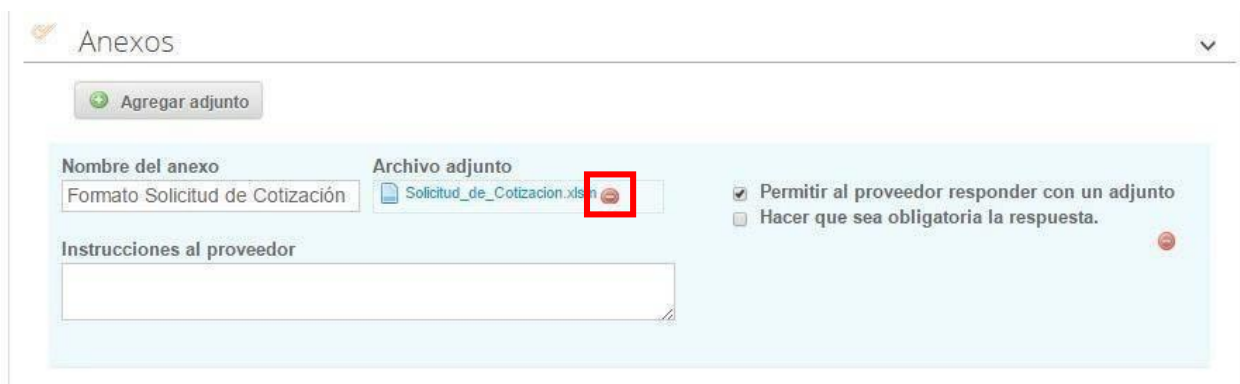 Anexos
Agregar adjunto
Nombre del anexo
Archivo adjunto
Formato Solicitud de Cotización
Solicitud_de_Cotizacion.xlsm
Permitir al proveedor responder con un adjunto
Hacer que sea obligatoria la respuesta.
Instrucciones al proveedor